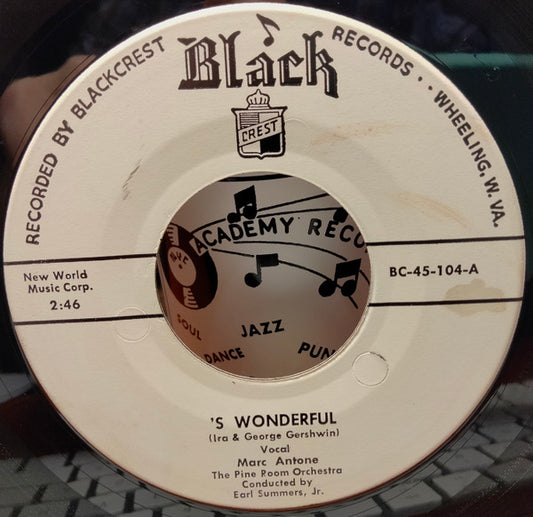 RECORDED BY BLACKCREST RECORDS . . WHEELING, W. VA.
Black
CREST
New World
Music Corp.
2:46
BC-45-104-A
NYC
ACADEMY RECO
SOUL
JAZZ
DANCE
PUN
'S WONDERFUL
(Ira & George Gershwin)
Vocal
Marc Antone
The Pine Room Orchestra
Conducted by
Earl Summers, Jr.